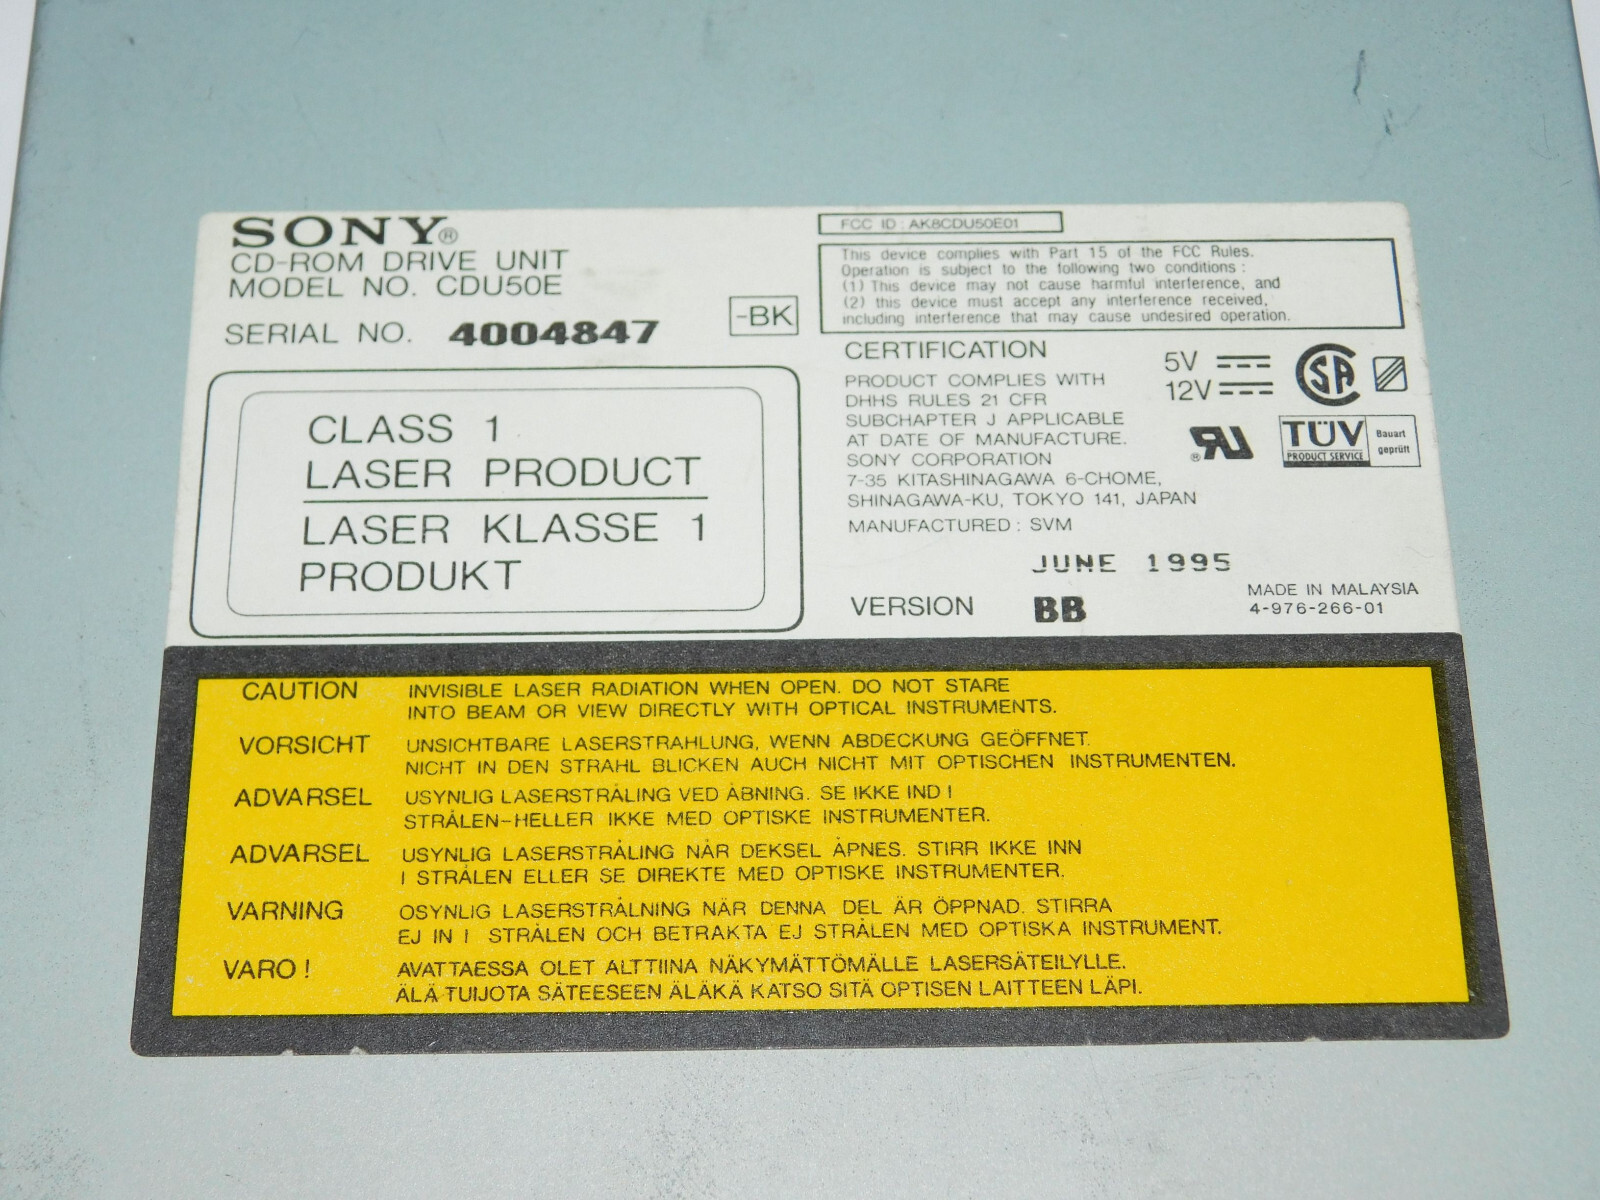 SONY®
CD-ROM DRIVE UNIT
MODEL NO. CDU50E
SERIAL NO. 4004847
-BK
CLASS 1
LASER PRODUCT
LASER KLASSE 1
PRODUKT
FCC ID : AK8CDU50E01
This device complies with Part 15 of the FCC Rules.
Operation is subject to the following two conditions :
(1) This device may not cause harmful interference, and
(2) this device must accept any interference received,
including interference that may cause undesired operation.
CERTIFICATION
PRODUCT COMPLIES WITH
DHHS RULES 21 CFR
SUBCHAPTER J APPLICABLE
AT DATE OF MANUFACTURE.
SONY CORPORATION
7-35 KITASHINAGAWA 6-CHOME,
SHINAGAWA-KU, TOKYO 141, JAPAN
MANUFACTURED : SVM
5V
12V
SA
®
TÜV
PRODUCT SERVICE
Bauart
geprüft
JUNE 1995
VERSION BB
MADE IN MALAYSIA
4-976-266-01
CAUTION INVISIBLE LASER RADIATION WHEN OPEN. DO NOT STARE
INTO BEAM OR VIEW DIRECTLY WITH OPTICAL INSTRUMENTS.
VORSICHT UNSICHTBARE LASERSTRAHLUNG, WENN ABDECKUNG GEÖFFNET.
NICHT IN DEN STRAHL BLICKEN AUCH NICHT MIT OPTISCHEN INSTRUMENTEN.
ADVARSEL USYNLIG LASERSTRÅLING VED ÅBNING. SE IKKE IND I
STRÅLEN-HELLER IKKE MED OPTISKE INSTRUMENTER.
ADVARSEL USYNLIG LASERSTRÅLING NÅR DEKSEL ÅPNES. STIRR IKKE INN
I STRÅLEN ELLER SE DIREKTE MED OPTISKE INSTRUMENTER.
VARNING OSYNLIG LASERSTRÅLNING NÄR DENNA DEL ÄR ÖPPNAD. STIRRA
EJ IN I STRÅLEN OCH BETRAKTA EJ STRÅLEN MED OPTISKA INSTRUMENT.
VARO ! AVATTAESSA OLET ALTTIINA NÄKYMÄTTÖMÄLLE LASERSÄTEILYLLE.
ÄLÄ TUIJOTA SÄTEESEEN ÄLÄKÄ KATSO SITÄ OPTISEN LAITTEEN LÄPI.